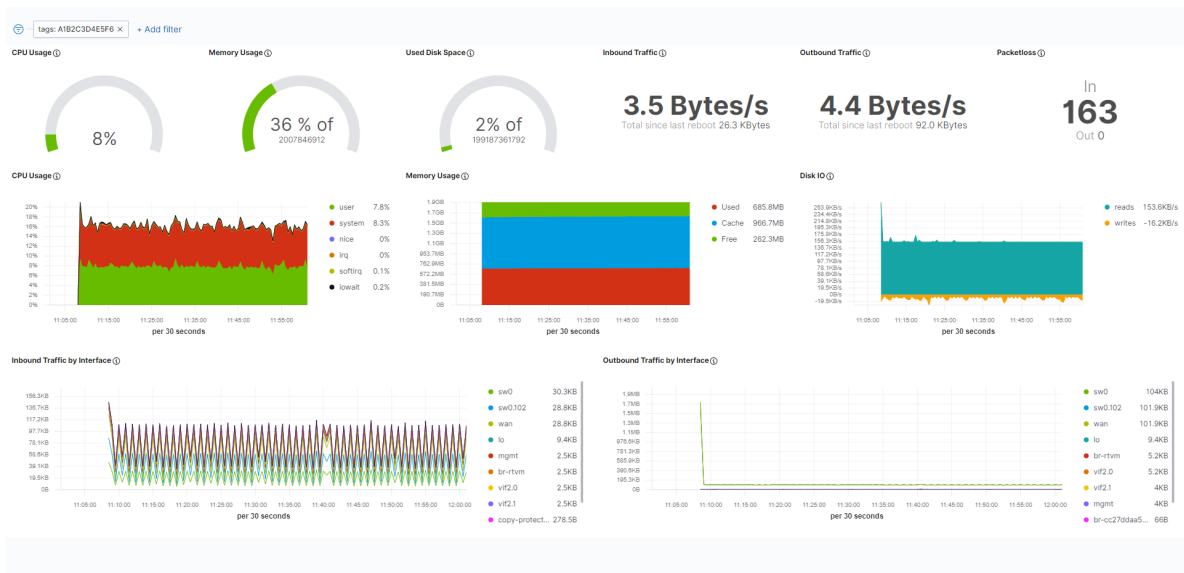 tags: A1B2C3D4E5F6 × + Add filter
CPU Usage
8%
Memory Usage
36 % of
2007846912
Used Disk Space
2% of
199187361792
Inbound Traffic
3.5 Bytes/s
Total since last reboot 26.3 KBytes
Outbound Traffic
4.4 Bytes/s
Total since last reboot 92.0 KBytes
Packetloss
In
163
Out 0
CPU Usage
20%
18%
16%
14%
12%
10%
8%
6%
4%
2%
0%
11:05:00 11:15:00 11:25:00 11:35:00 11:45:00 11:55:00
per 30 seconds
user 7.8%
system 8.3%
nice 0%
irq 0%
softirq 0.1%
iowait 0.2%
Memory Usage
1.9GB
1.7GB
1.5GB
1.3GB
1.1GB
953.7MB
762.9MB
572.2MB
381.5MB
190.7MB
0B
11:05:00 11:15:00 11:25:00 11:35:00 11:45:00 11:55:00
per 30 seconds
Used 685.8MB
Cache 966.7MB
Free 262.3MB
Disk IO
253.9KB/s
234.4KB/s
214.8KB/s
195.3KB/s
175.8KB/s
156.3KB/s
136.7KB/s
117.2KB/s
97.7KB/s
78.1KB/s
58.6KB/s
39.1KB/s
19.5KB/s
0B/s
-19.5KB/s
11:05:00 11:15:00 11:25:00 11:35:00 11:45:00 11:55:00
per 30 seconds
reads 153.6KB/s
writes -16.2KB/s
Inbound Traffic by Interface
156.3KB
136.7KB
117.2KB
97.7KB
78.1KB
58.6KB
39.1KB
19.5KB
0B
11:05:00 11:10:00 11:15:00 11:20:00 11:25:00 11:30:00 11:35:00 11:40:00 11:45:00 11:50:00 11:55:00 12:00:00
per 30 seconds
sw0 30.3KB
sw0.102 28.8KB
wan 28.8KB
lo 9.4KB
mgmt 2.5KB
br-rtvm 2.5KB
vif2.0 2.5KB
vif2.1 2.5KB
copy-protect... 278.5B
Outbound Traffic by Interface
1.9MB
1.7MB
1.5MB
1.3MB
1.1MB
976.6KB
781.3KB
585.9KB
390.6KB
195.3KB
0B
11:05:00 11:10:00 11:15:00 11:20:00 11:25:00 11:30:00 11:35:00 11:40:00 11:45:00 11:50:00 11:55:00 12:00:00
per 30 seconds
sw0 104KB
sw0.102 101.9KB
wan 101.9KB
lo 9.4KB
br-rtvm 5.2KB
vif2.0 5.2KB
vif2.1 4KB
mgmt 4KB
br-cc27ddaa5... 66B